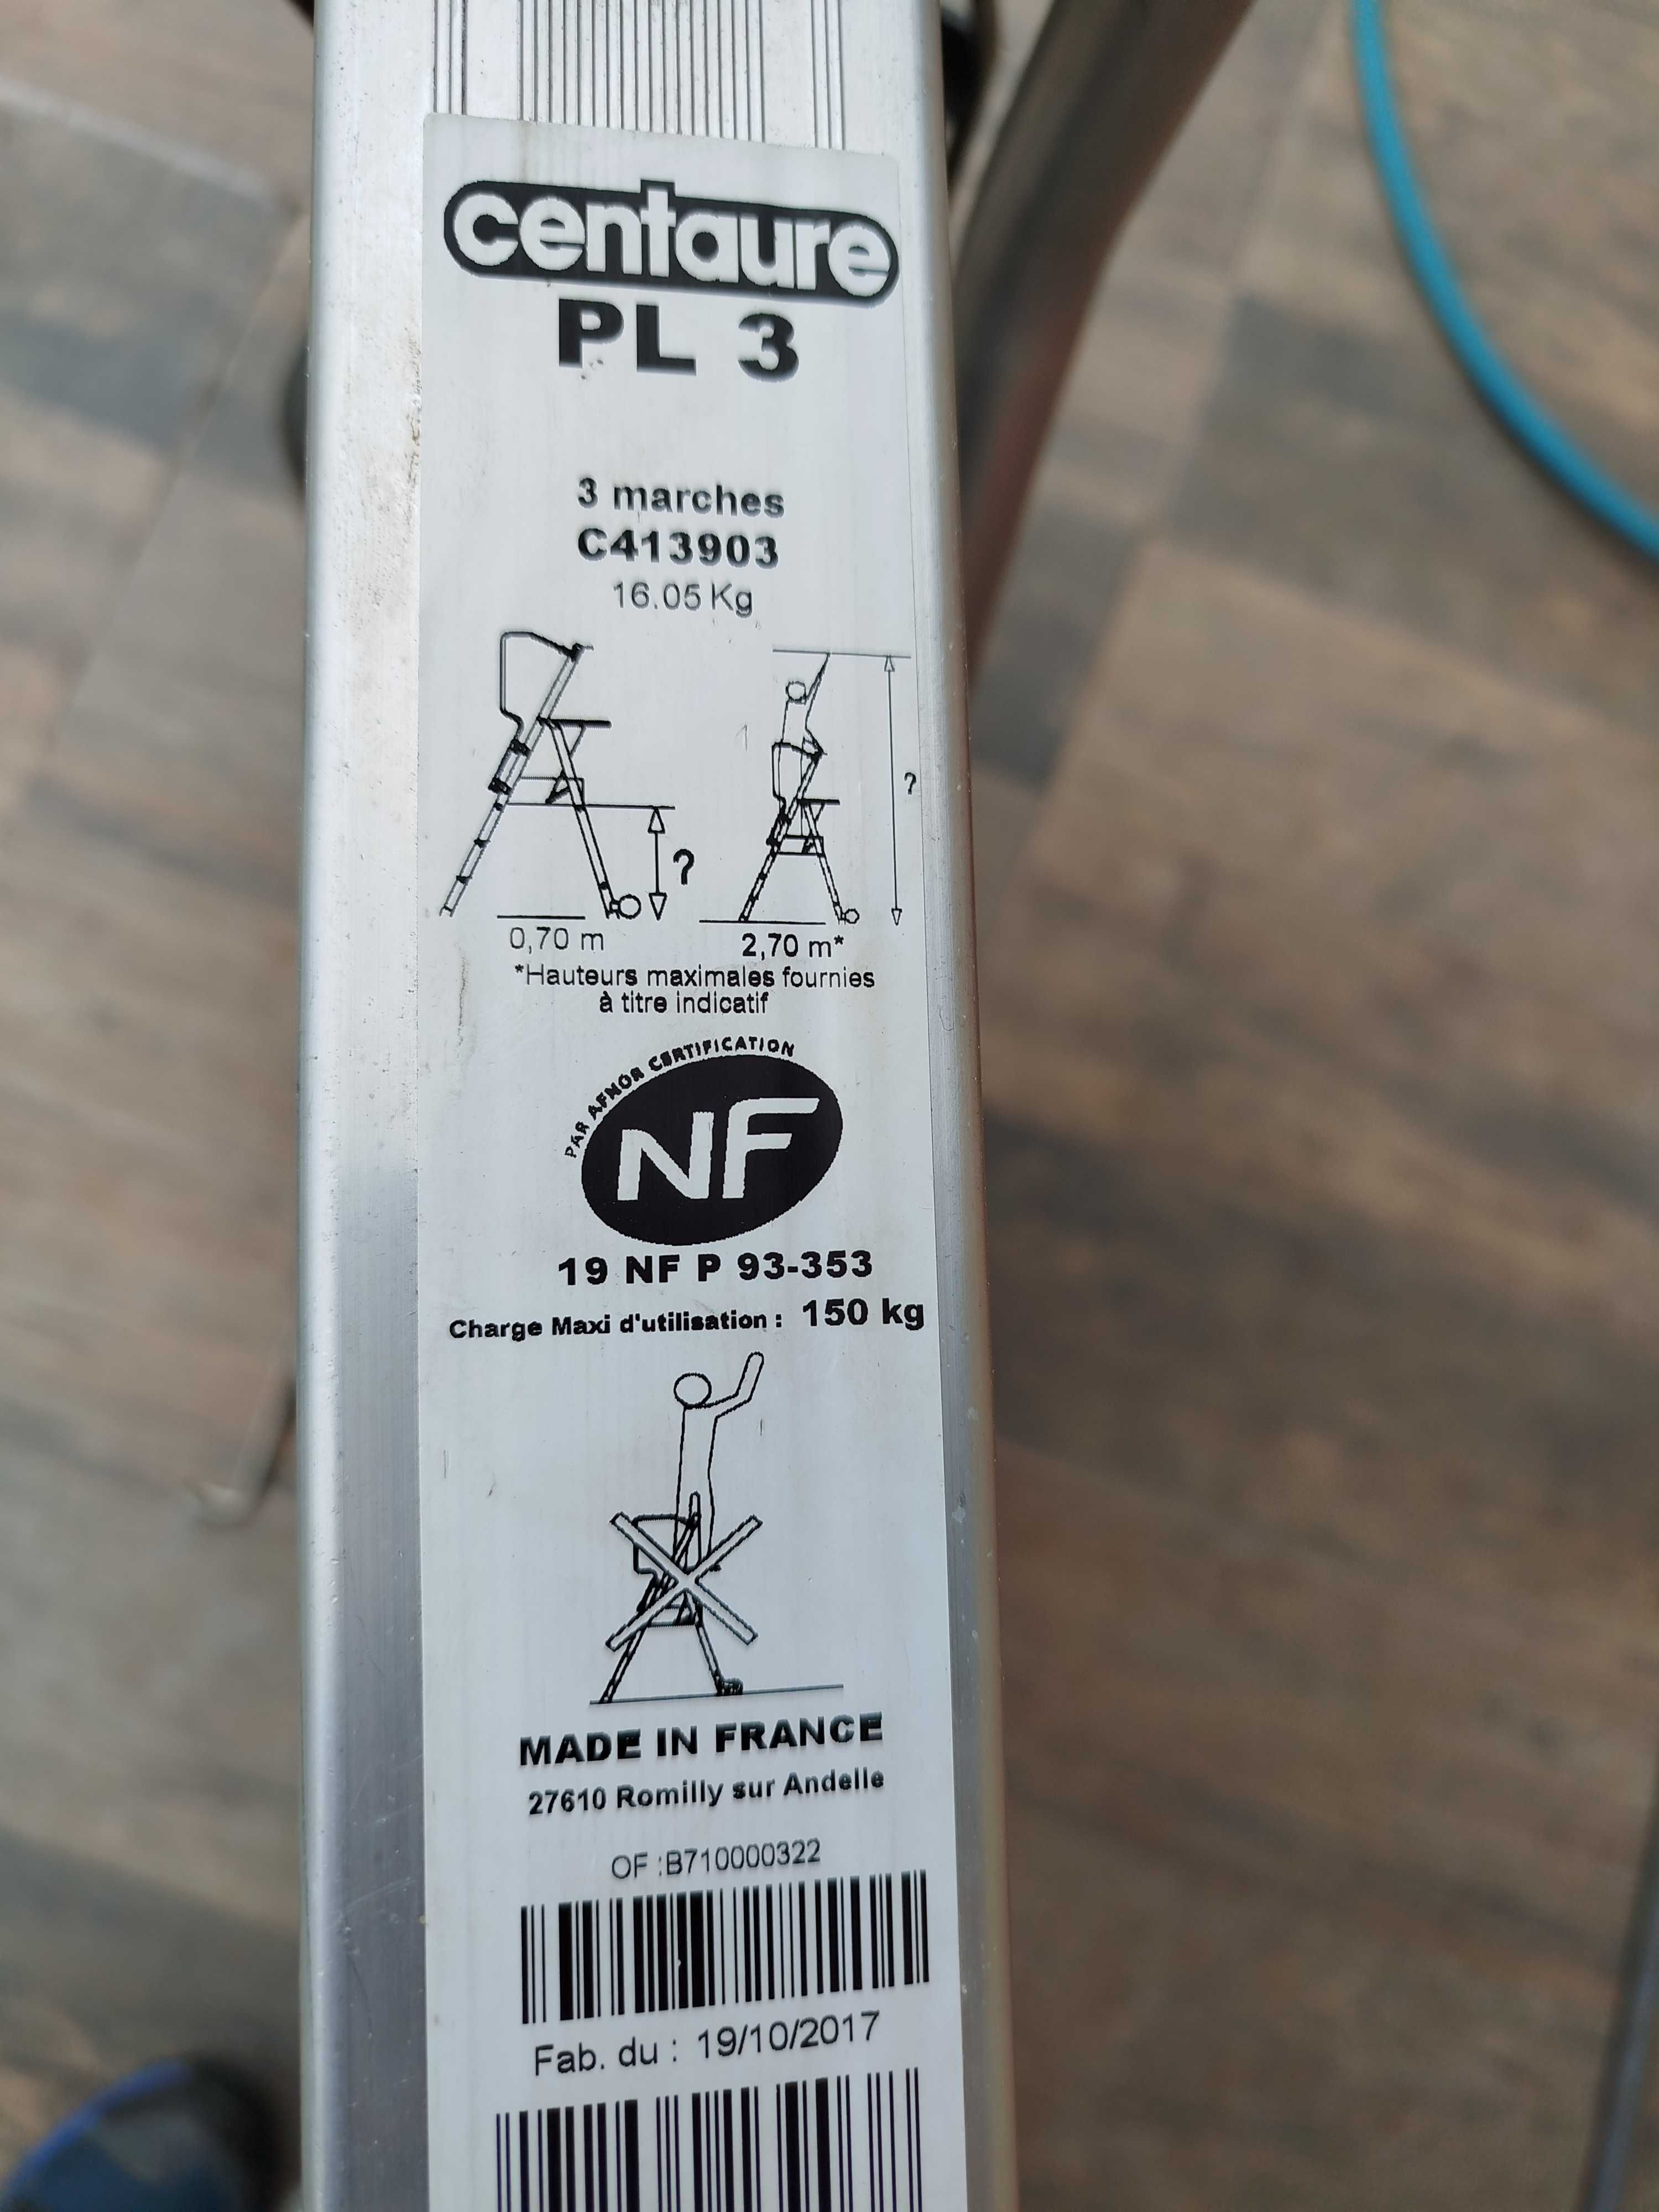 centaure
PL 3
3 marches
C413903
16.05 Kg
?
?
0,70 m
2,70 m*
*Hauteurs maximales fournies
à titre indicatif
PAR AFNOR CERTIFICATION
NF
19 NF P 93-353
Charge Maxi d'utilisation : 150 kg
MADE IN FRANCE
27610 Romilly sur Andelle
OF :B710000322
Fab. du : 19/10/2017